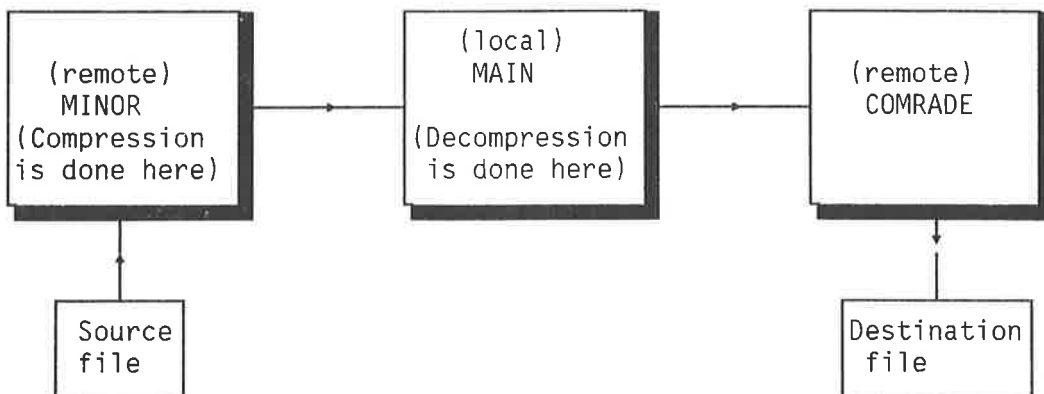 (remote)
MINOR
(Compression
is done here)
(local)
MAIN
(Decompression
is done here)
(remote)
COMRADE
Source
file
Destination
file